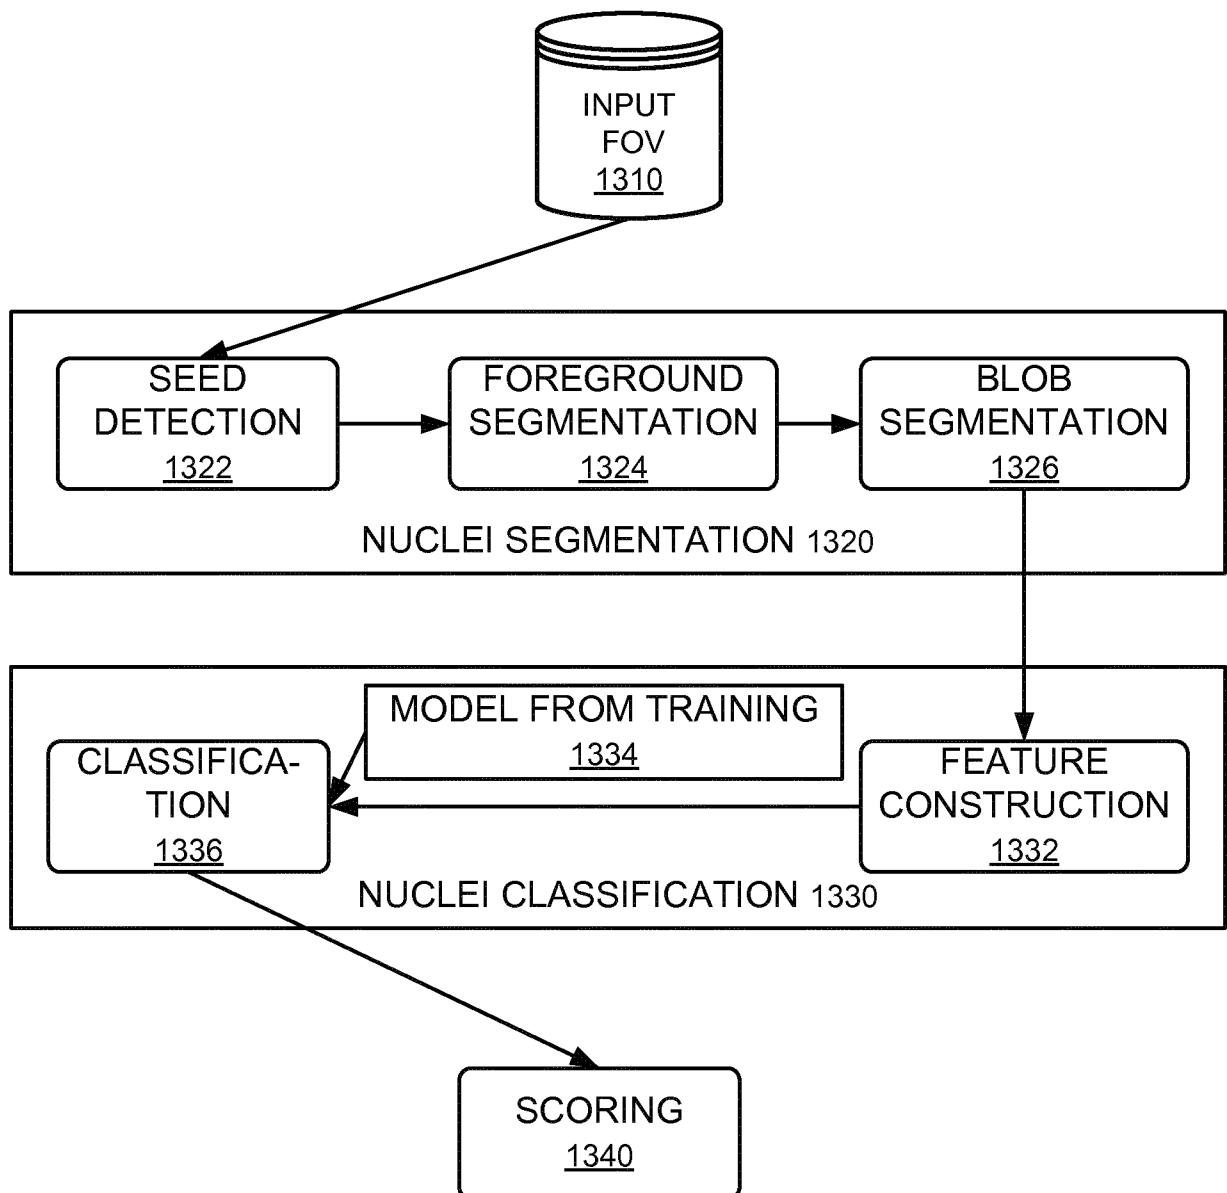 INPUT
FOV
1310
SEED
DETECTION
1322
FOREGROUND
SEGMENTATION
1324
BLOB
SEGMENTATION
1326
NUCLEI SEGMENTATION 1320
MODEL FROM TRAINING
1334
CLASSIFICA-
TION
1336
FEATURE
CONSTRUCTION
1332
NUCLEI CLASSIFICATION 1330
SCORING
1340